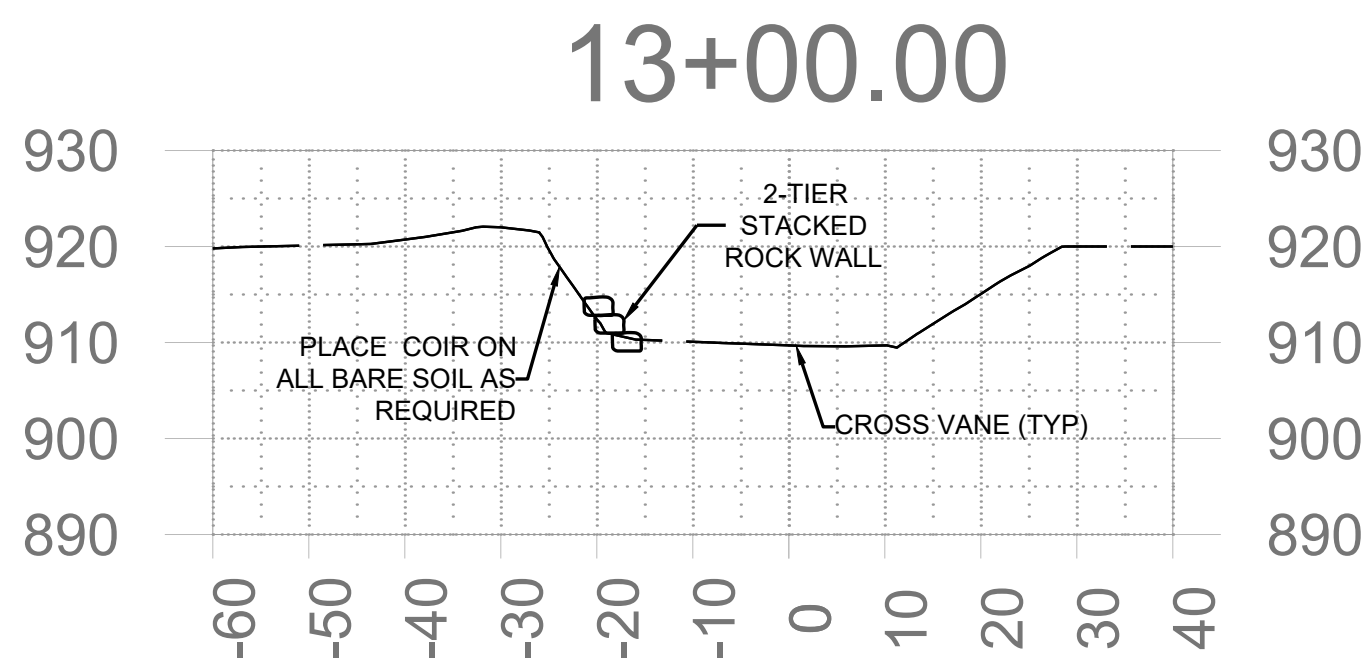 13+00.00
930 930
2-TIER
STACKED
ROCK WALL
920 920
PLACE COIR ON
ALL BARE SOIL AS
REQUIRED
910 910
CROSS VANE (TYP)
900 900
890 890
-60 -50 -40 -30 -20 -10 0 10 20 30 40